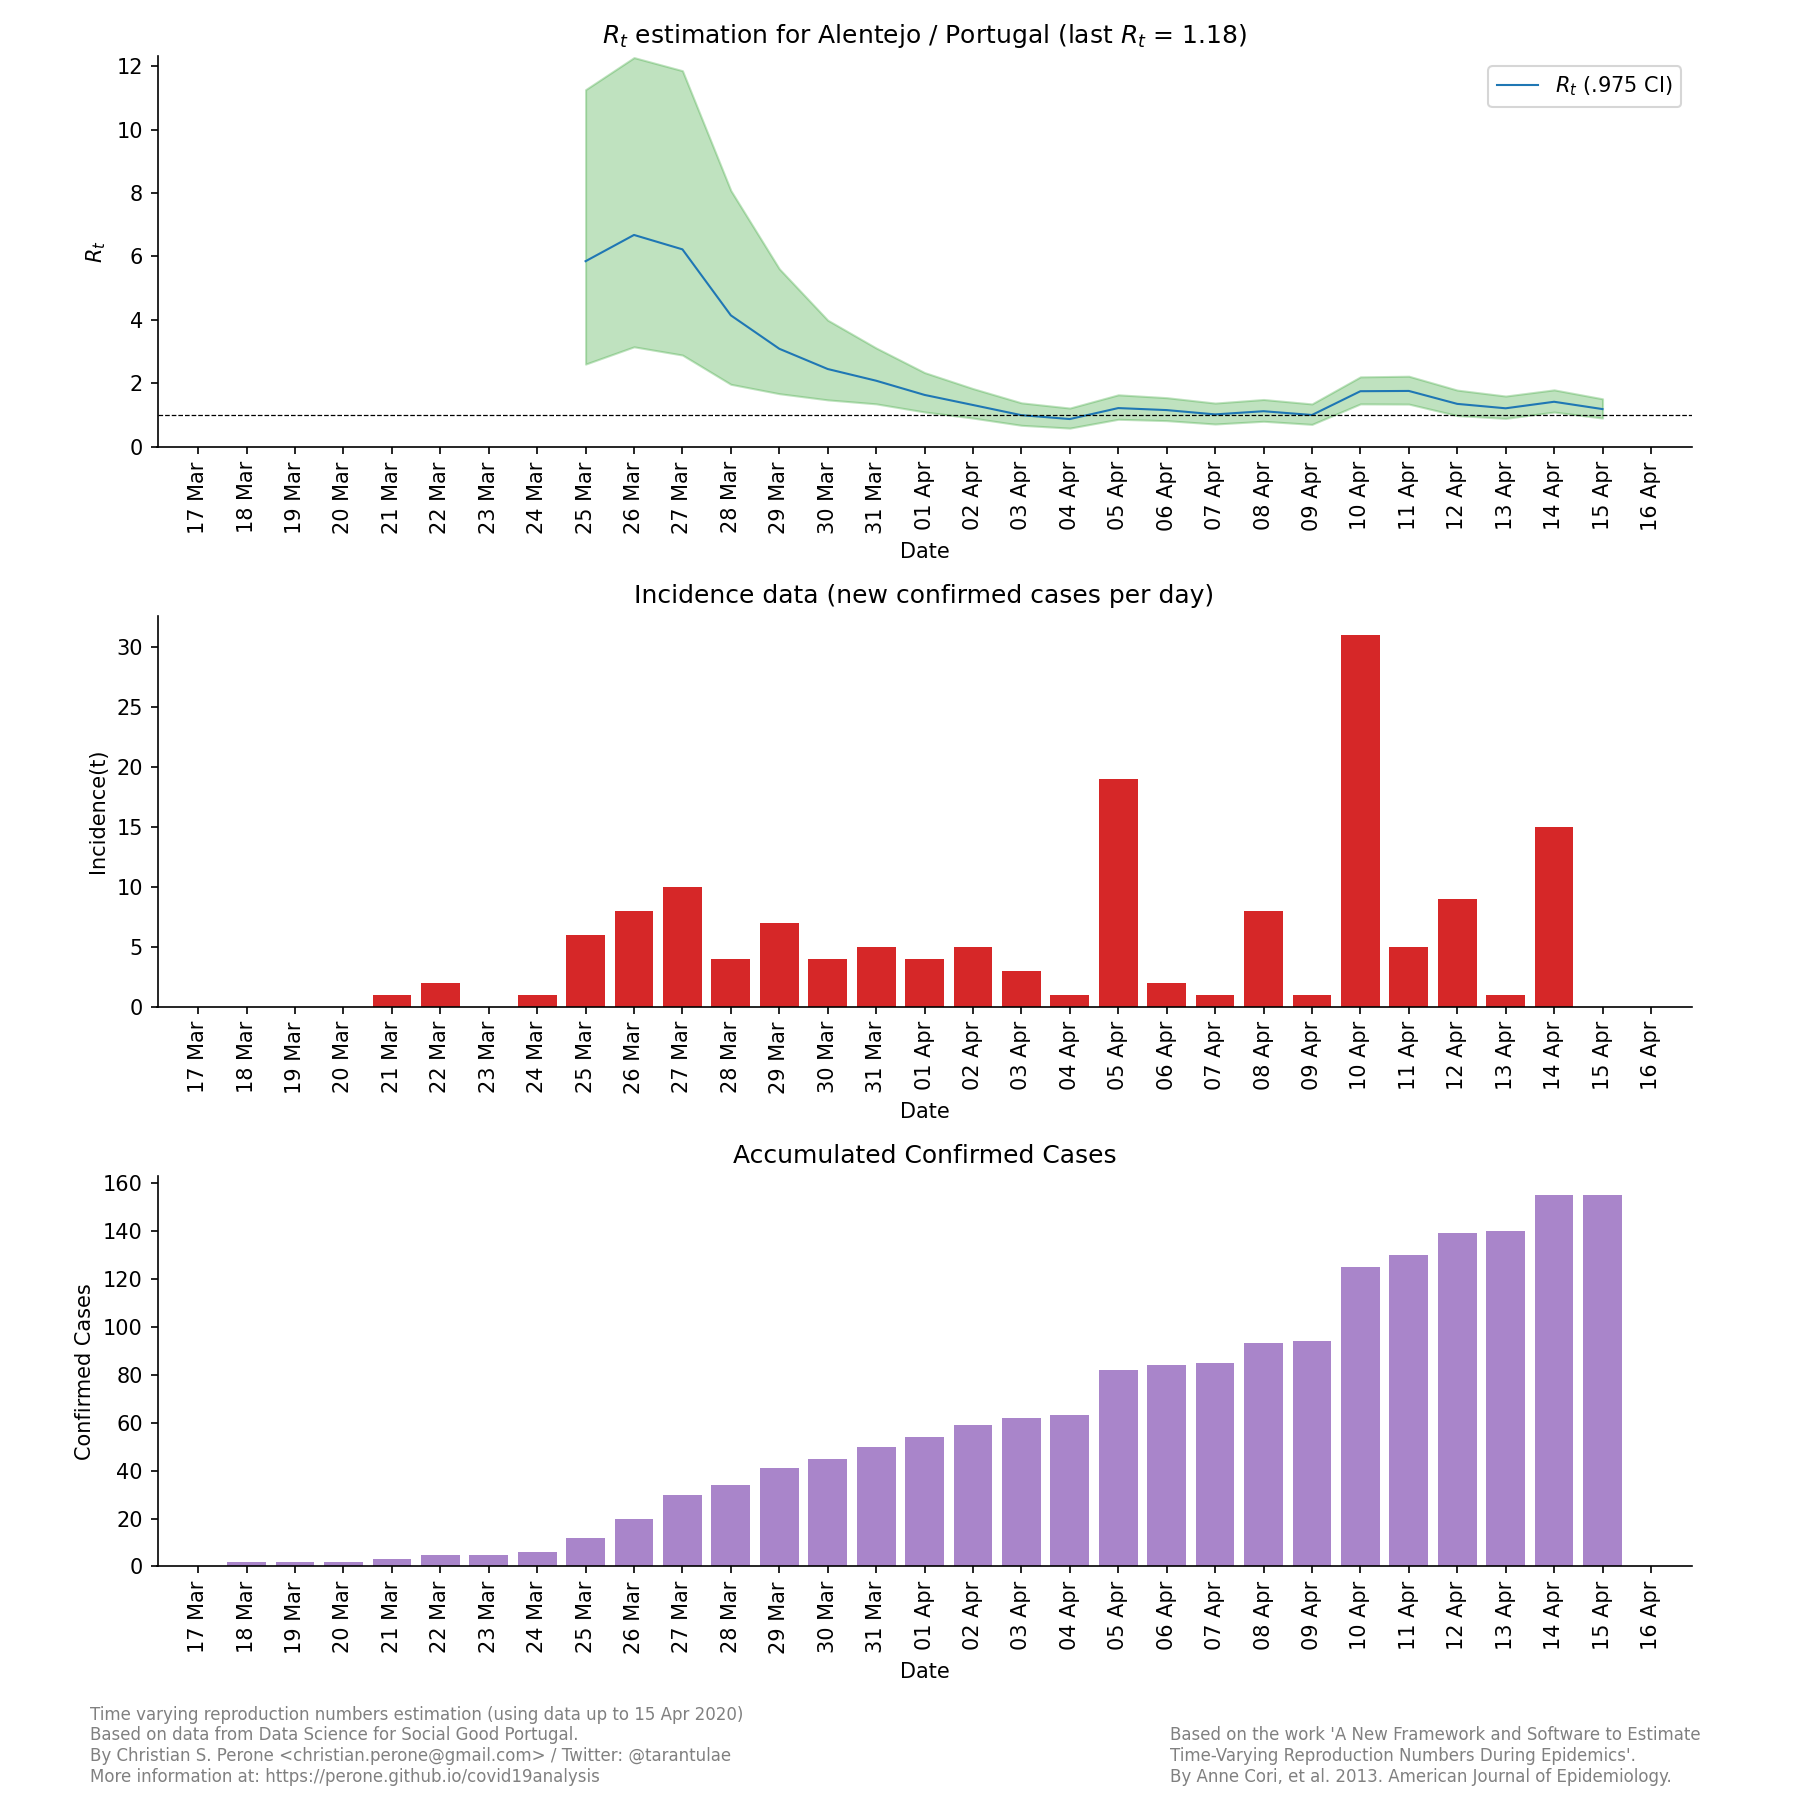 Rt estimation for Alentejo / Portugal (last Rt = 1.18)
Rt (.975 CI)
12
10
8
6
4
2
0
Rt
17 Mar 18 Mar 19 Mar 20 Mar 21 Mar 22 Mar 23 Mar 24 Mar 25 Mar 26 Mar 27 Mar 28 Mar 29 Mar 30 Mar 31 Mar 01 Apr 02 Apr 03 Apr 04 Apr 05 Apr 06 Apr 07 Apr 08 Apr 09 Apr 10 Apr 11 Apr 12 Apr 13 Apr 14 Apr 15 Apr 16 Apr
Date
Incidence data (new confirmed cases per day)
30
25
20
15
10
5
0
Incidence(t)
17 Mar 18 Mar 19 Mar 20 Mar 21 Mar 22 Mar 23 Mar 24 Mar 25 Mar 26 Mar 27 Mar 28 Mar 29 Mar 30 Mar 31 Mar 01 Apr 02 Apr 03 Apr 04 Apr 05 Apr 06 Apr 07 Apr 08 Apr 09 Apr 10 Apr 11 Apr 12 Apr 13 Apr 14 Apr 15 Apr 16 Apr
Date
Accumulated Confirmed Cases
160
140
120
100
80
60
40
20
0
Confirmed Cases
17 Mar 18 Mar 19 Mar 20 Mar 21 Mar 22 Mar 23 Mar 24 Mar 25 Mar 26 Mar 27 Mar 28 Mar 29 Mar 30 Mar 31 Mar 01 Apr 02 Apr 03 Apr 04 Apr 05 Apr 06 Apr 07 Apr 08 Apr 09 Apr 10 Apr 11 Apr 12 Apr 13 Apr 14 Apr 15 Apr 16 Apr
Date
Time varying reproduction numbers estimation (using data up to 15 Apr 2020)
Based on data from Data Science for Social Good Portugal.
By Christian S. Perone <christian.perone@gmail.com> / Twitter: @tarantulae
More information at: https://perone.github.io/covid19analysis
Based on the work 'A New Framework and Software to Estimate
Time-Varying Reproduction Numbers During Epidemics'.
By Anne Cori, et al. 2013. American Journal of Epidemiology.